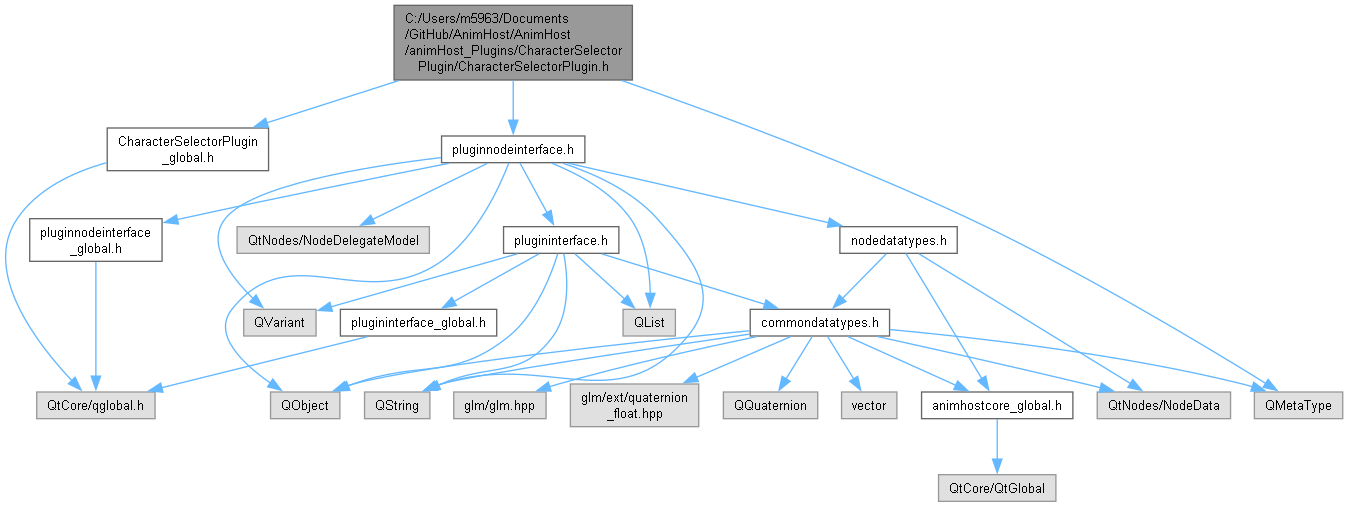 C:/Users/m5963/Documents
/GitHub/AnimHost/AnimHost
/animHost_Plugins/CharacterSelector
Plugin/CharacterSelectorPlugin.h
CharacterSelectorPlugin
_global.h
pluginnodeinterface.h
pluginnodeinterface
_global.h
QtNodes/NodeDelegateModel
plugininterface.h
nodedatatypes.h
QVariant
plugininterface_global.h
QList
commondatatypes.h
QtCore/qglobal.h
QObject
QString
glm/glm.hpp
glm/ext/quaternion
_float.hpp
QQuaternion
vector
animhostcore_global.h
QtNodes/NodeData
QMetaType
QtCore/QtGlobal